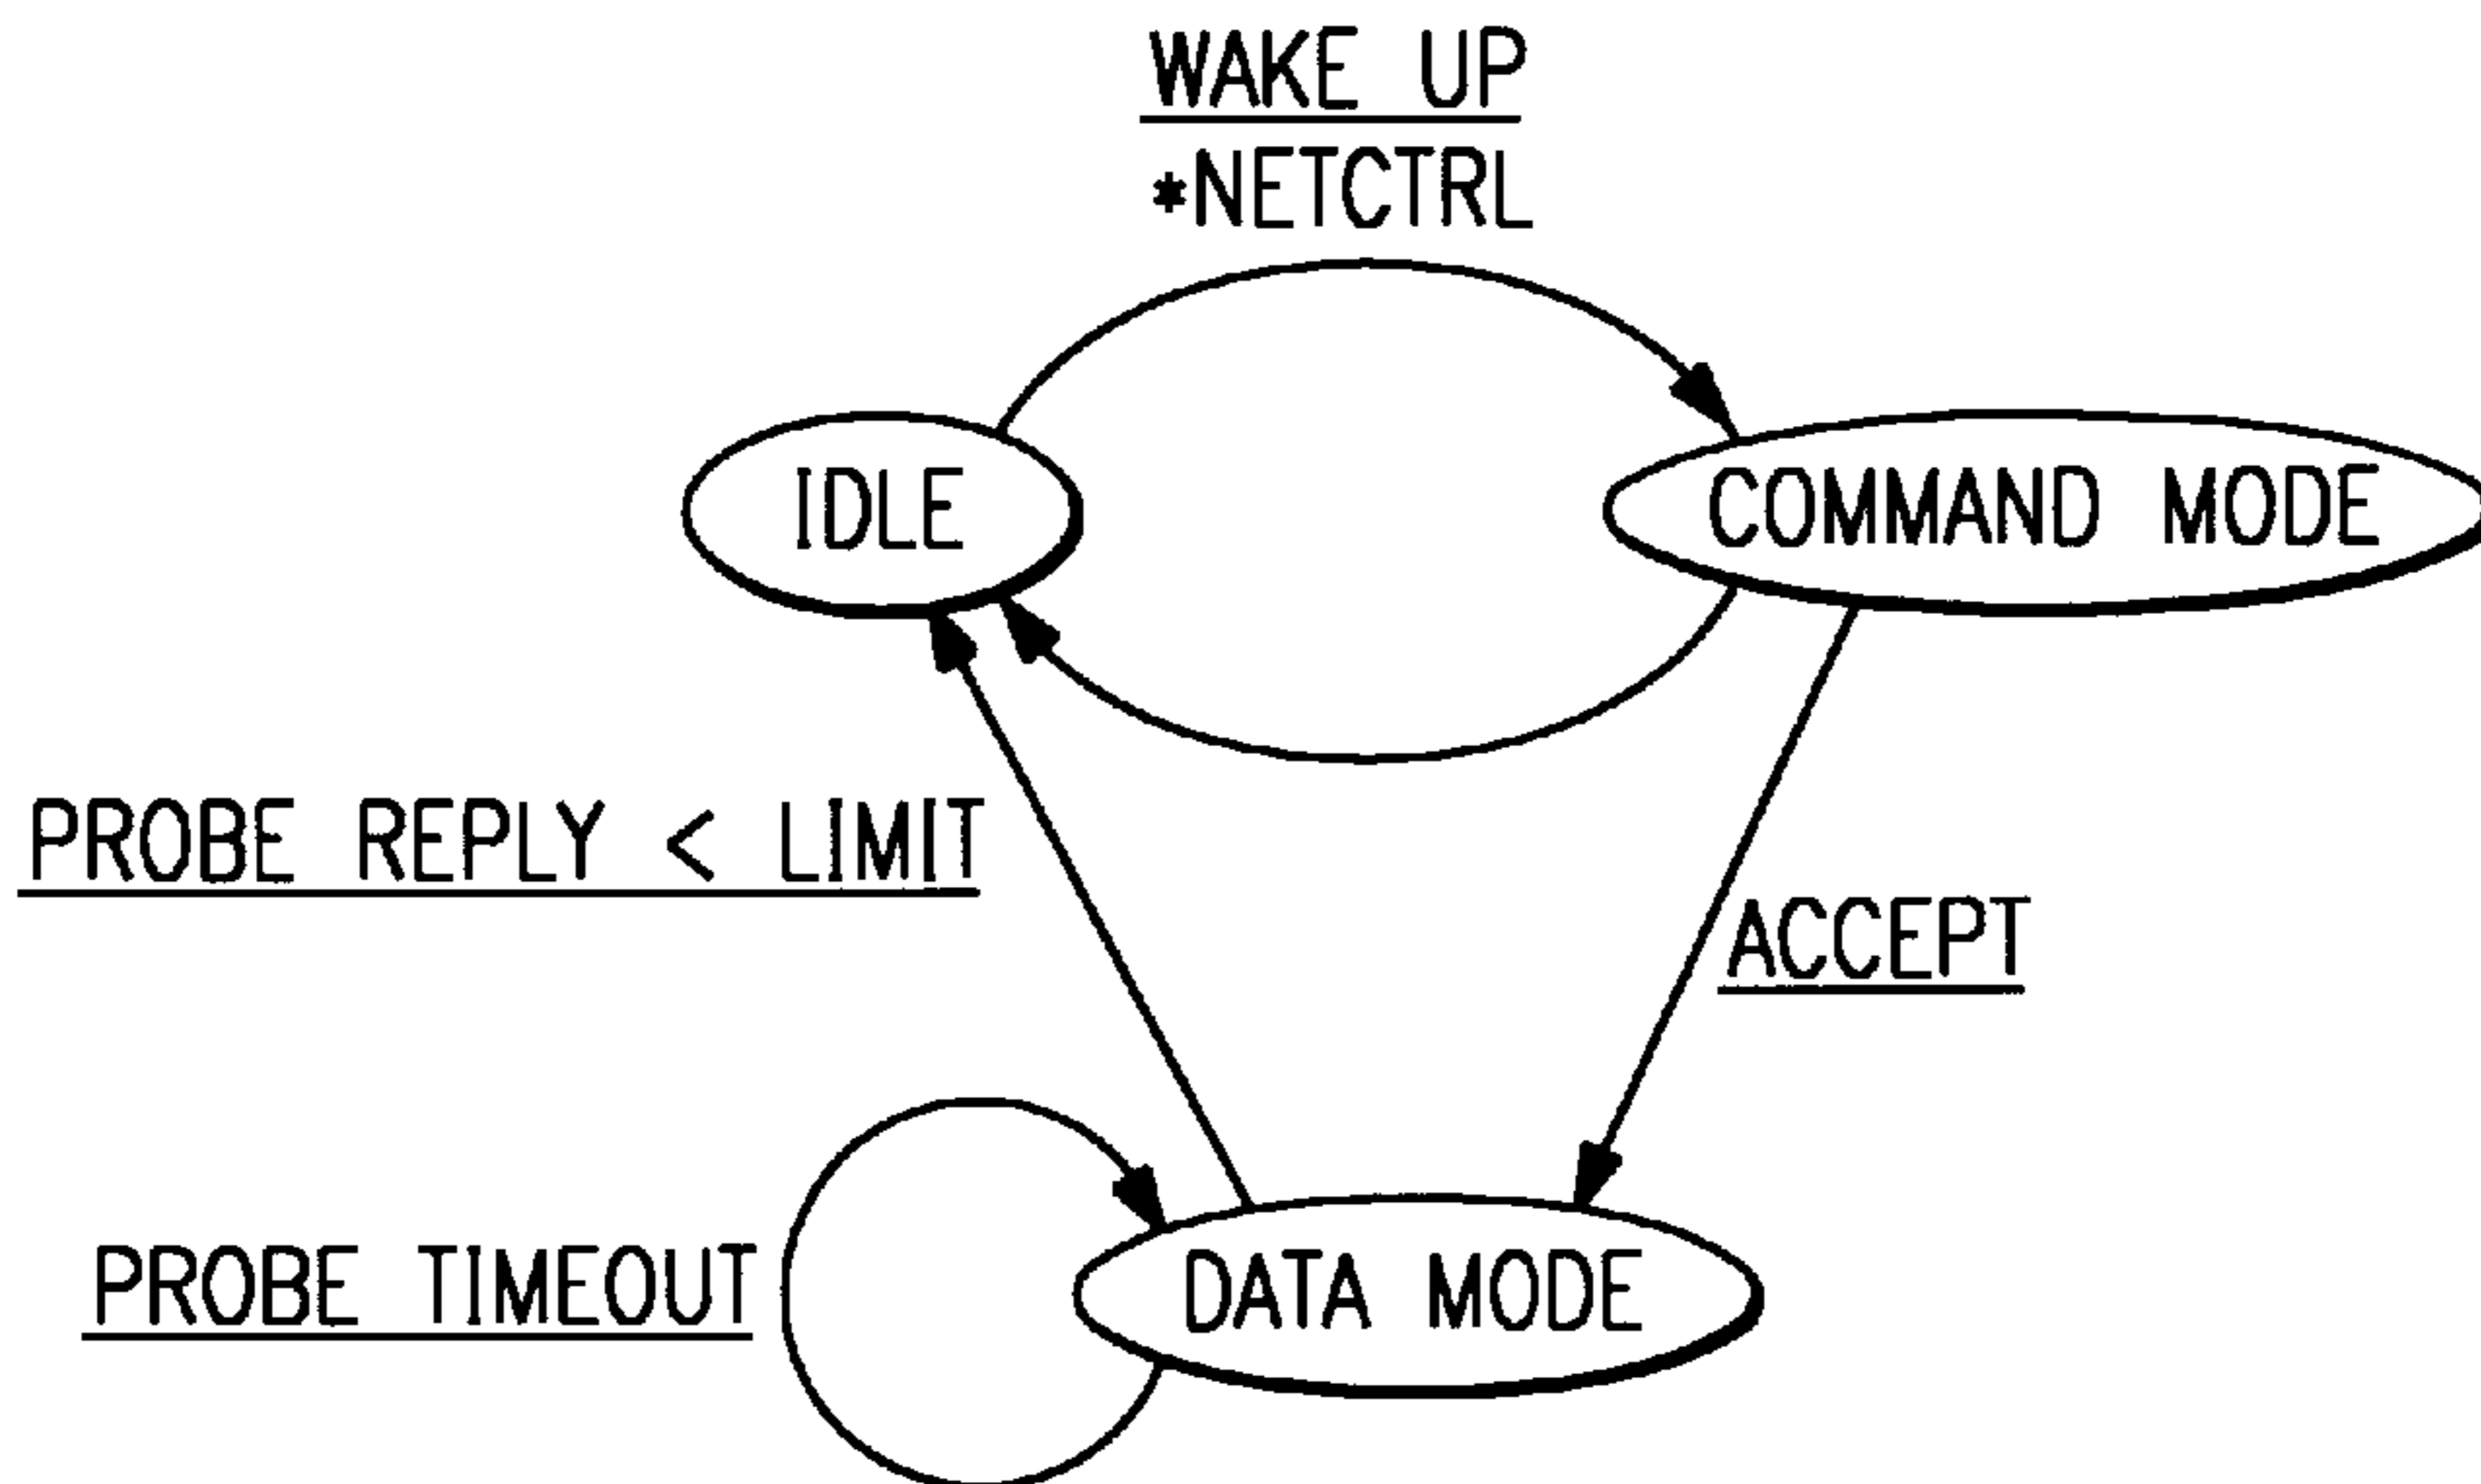 WAKE UP
*NETCTRL
IDLE
COMMAND MODE
PROBE REPLY < LIMIT
ACCEPT
PROBE TIMEOUT
DATA MODE